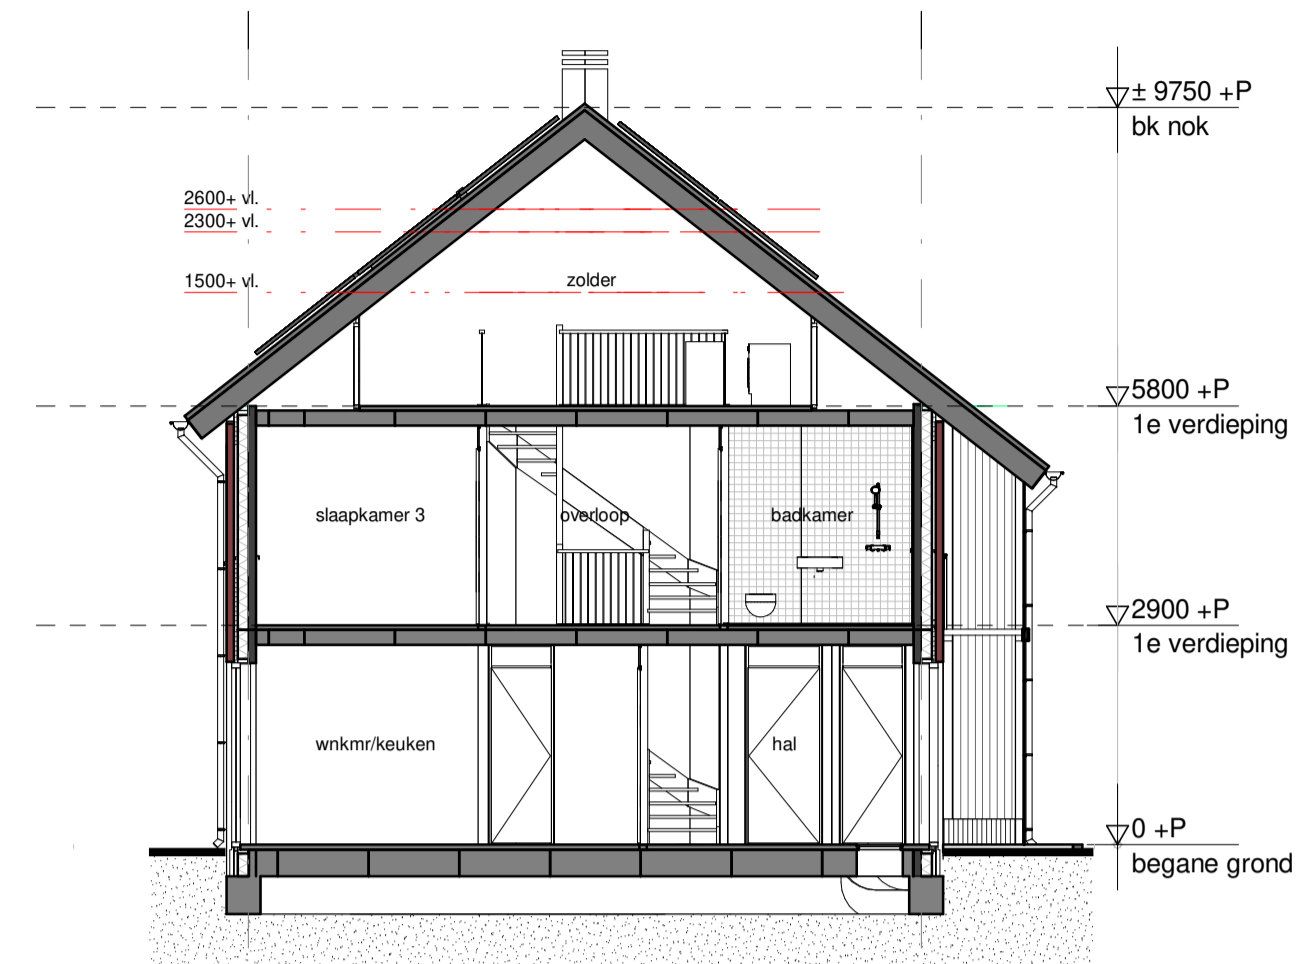 ± 9750 +P
bk nok
2600+ vl.
2300+ vl.
1500+ vl.
zolder
5800 +P
1e verdieping
slaapkamer 3
overloop
badkamer
2900 +P
1e verdieping
wnkmr/keuken
hal
0 +P
begane grond